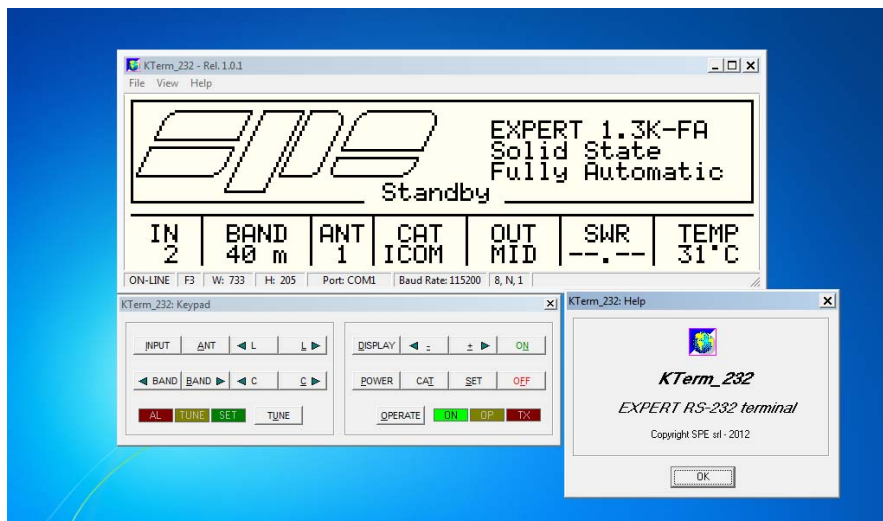 KTerm_232 - Rel. 1.0.1
File View Help
spe
EXPERT 1.3K-FA
Solid State
Fully Automatic
Standby
IN BAND ANT CAT OUT SWR TEMP
2 40 m 1 ICOM MID --.-- 31°C
ON-LINE F3 W: 733 H: 205 Port: COM1 Baud Rate: 115200 8, N, 1
KTerm_232: Keypad
INPUT ANT ◄ L L ►
◄ BAND BAND ► ◄ C C ►
AL TUNE SET TUNE
DISPLAY ◄ - + ► ON
POWER CAT SET OFF
OPERATE ON OP TX
KTerm_232: Help
KTerm_232
EXPERT RS-232 terminal
Copyright SPE srl - 2012
OK